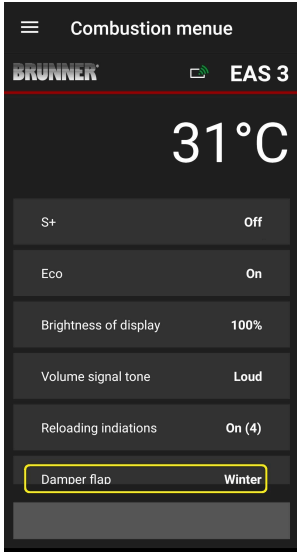 Combustion menue
BRUNNER EAS 3
31°C
S+ Off
Eco On
Brightness of display 100%
Volume signal tone Loud
Reloading indiations On (4)
Damper flap Winter